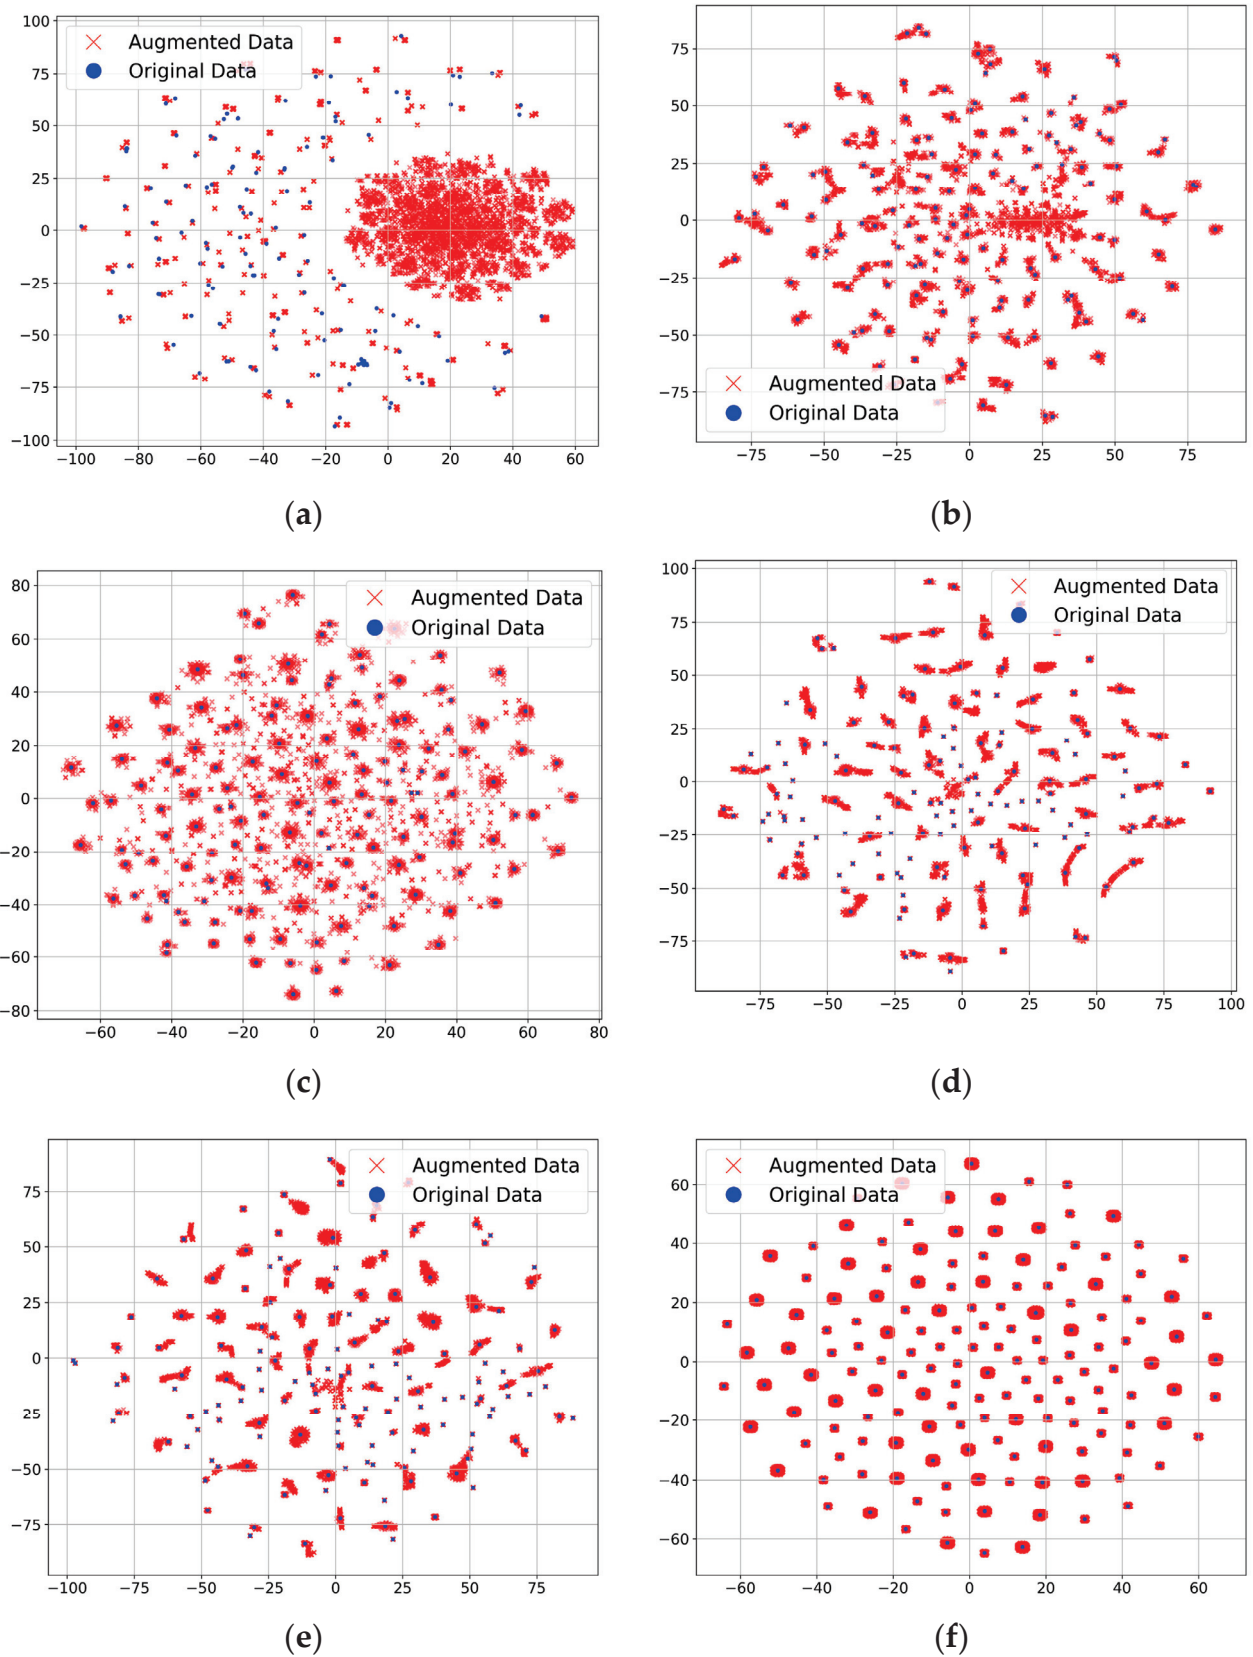 100
75
50
25
0
−25
−50
−75
−100
−100 −80 −60 −40 −20 0 20 40 60
Augmented Data
Original Data
(a)
75
50
25
0
−25
−50
−75
−75 −50 −25 0 25 50 75
Augmented Data
Original Data
(b)
80
60
40
20
0
−20
−40
−60
−80
−60 −40 −20 0 20 40 60 80
Augmented Data
Original Data
(c)
100
75
50
25
0
−25
−50
−75
−75 −50 −25 0 25 50 75 100
Augmented Data
Original Data
(d)
75
50
25
0
25
−50
−75
−100 −75 −50 −25 0 25 50 75
Augmented Data
Original Data
(e)
60
40
20
0
−20
−40
−60
−60 −40 −20 0 20 40 60
Augmented Data
Original Data
(f)